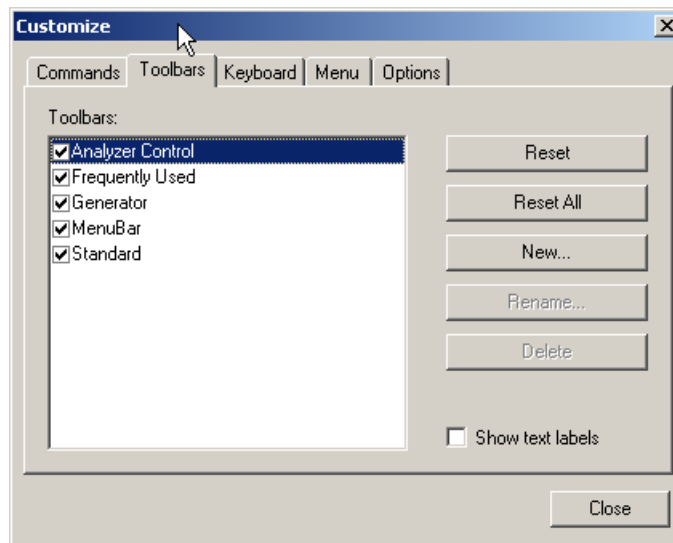 Customize
Commands Toolbars Keyboard Menu Options
Toolbars:
Analyzer Control
Frequently Used
Generator
MenuBar
Standard
Reset
Reset All
New...
Rename...
Delete
Show text labels
Close